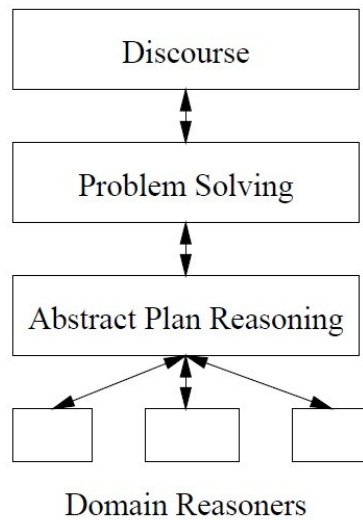 Discourse
Problem Solving
Abstract Plan Reasoning
Domain Reasoners